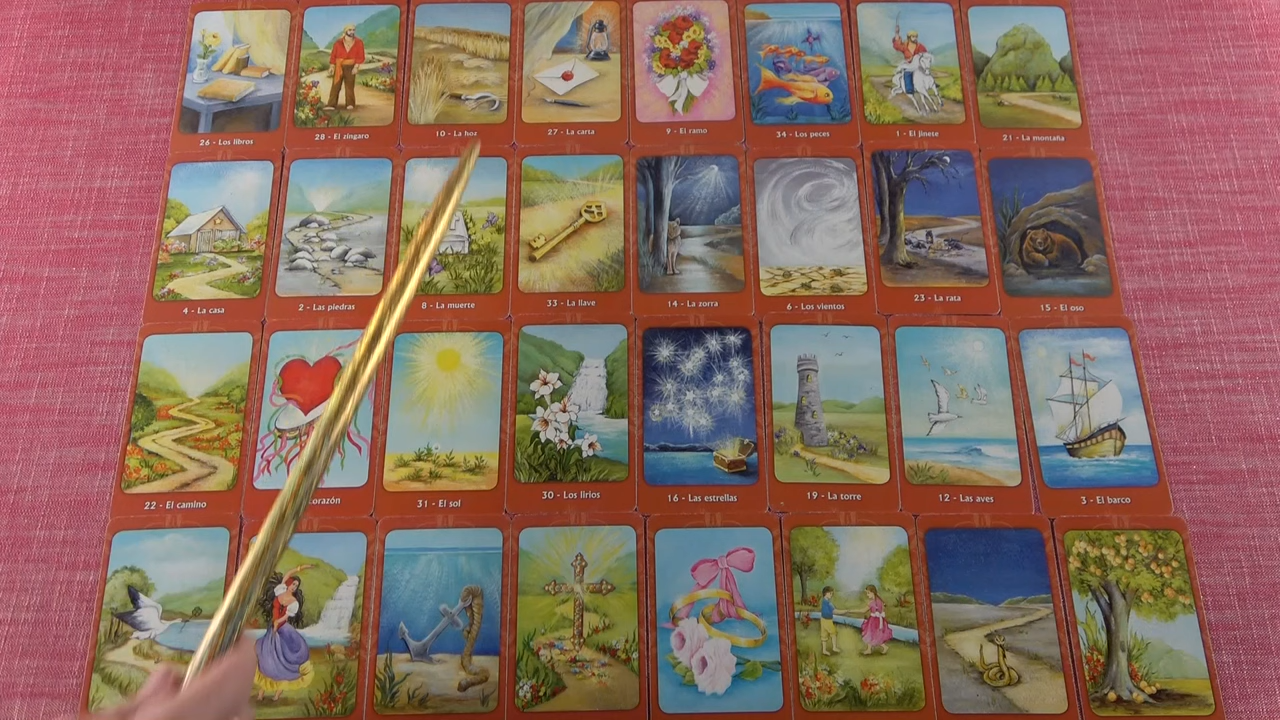 26 - Los libros
28 - El zíngaro
10 - La hoz
27 - La carta
9 - El ramo
34 - Los peces
1 - El jinete
21 - La montaña
4 - La casa
2 - Las piedras
8 - La muerte
33 - La llave
14 - La zorra
6 - Los vientos
23 - La rata
15 - El oso
22 - El camino
corazón
31 - El sol
30 - Los lirios
16 - Las estrellas
19 - La torre
12 - Las aves
3 - El barco